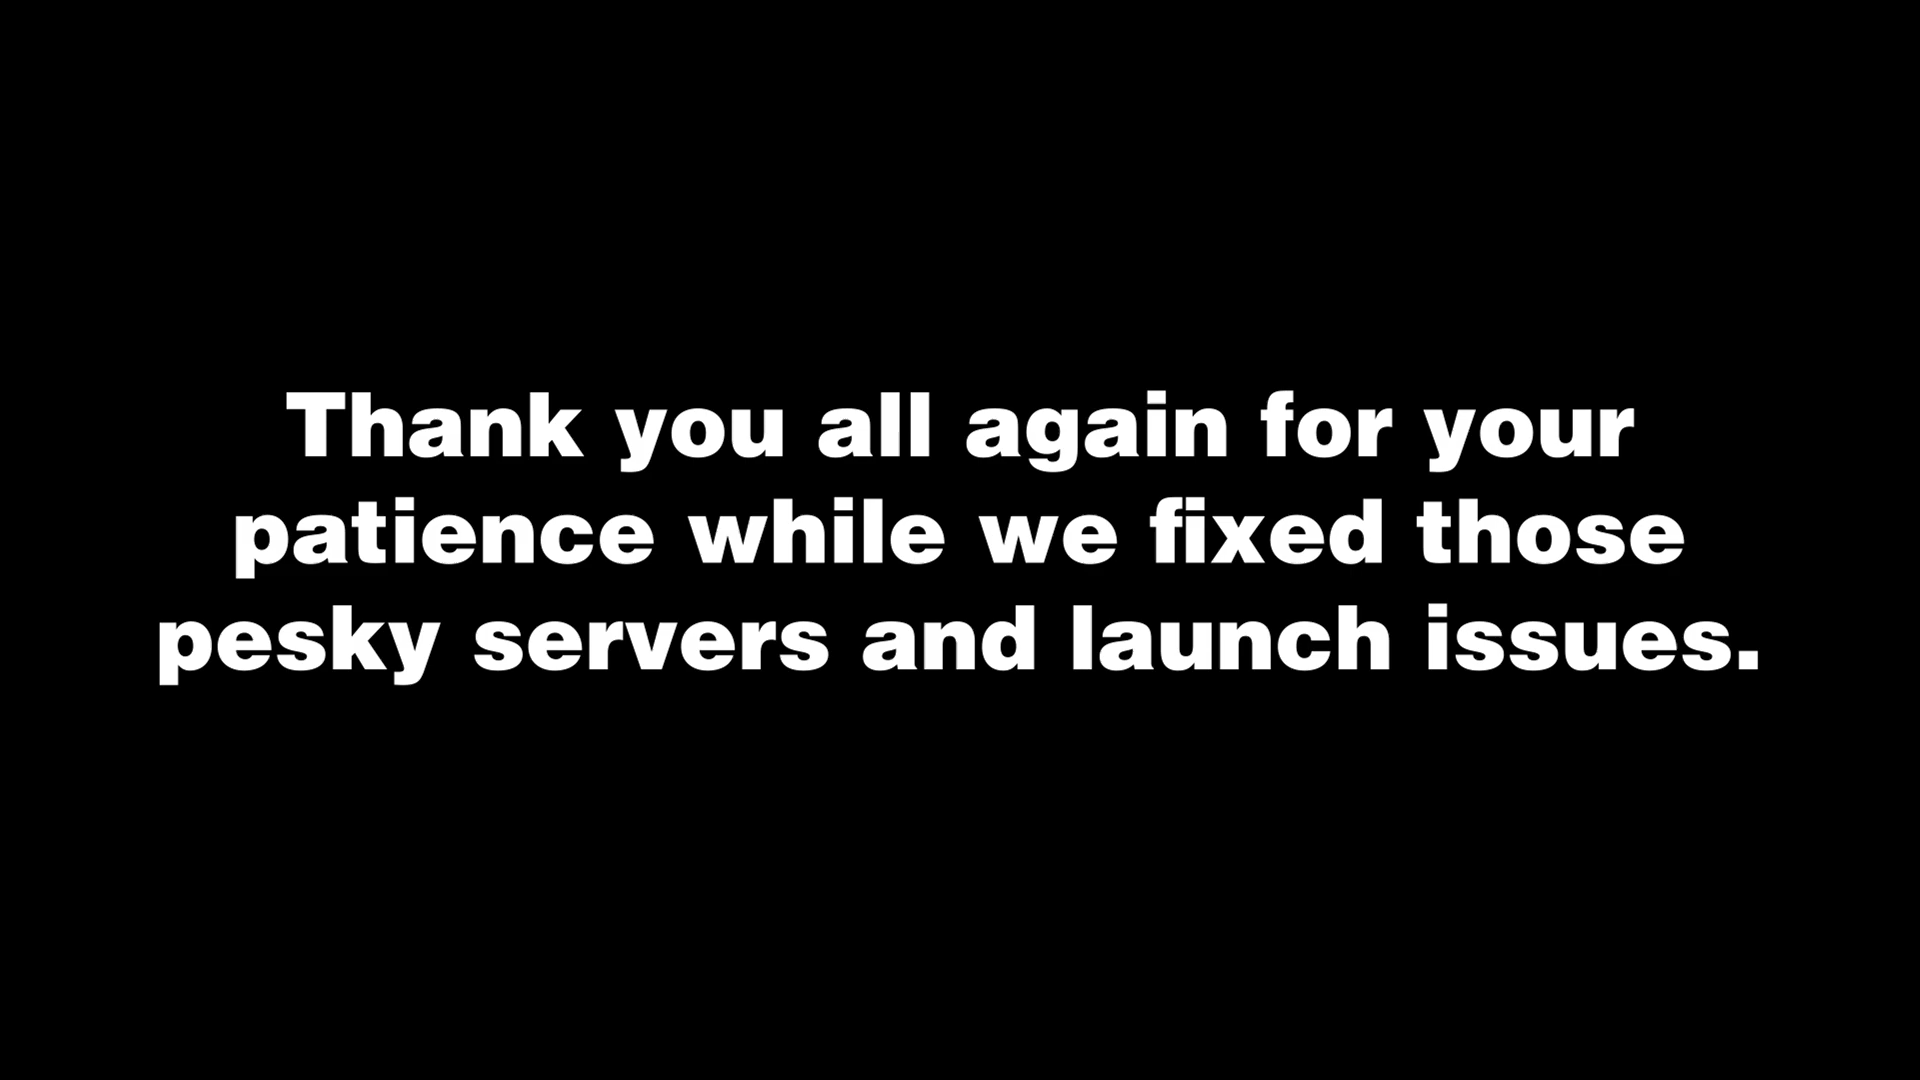 Thank you all again for your
patience while we fixed those
pesky servers and launch issues.